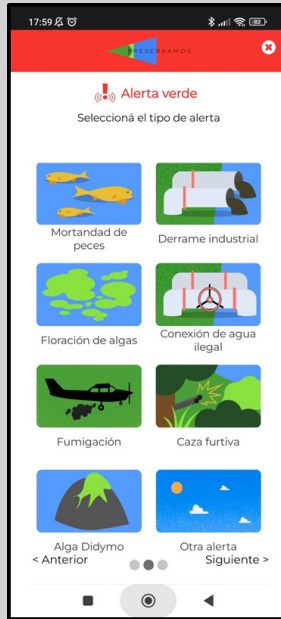 17:59
82
PRESERVAMOS
Alerta verde
Seleccioná el tipo de alerta
Mortandad de
peces
Derrame industrial
Floración de algas
Conexión de agua
ilegal
Fumigación
Caza furtiva
Alga Didymo
Otra alerta
< Anterior
Siguiente >